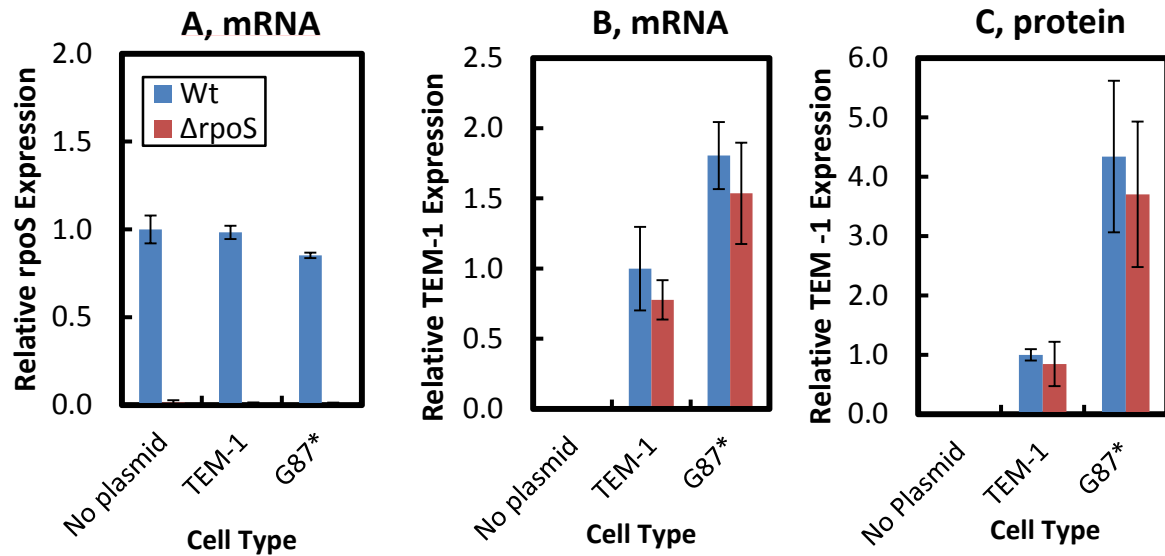 A, mRNA
Relative rpoS Expression
2.0
1.5
1.0
0.5
0.0
Wt
ΔrpoS
No plasmid
TEM-1
G87*
Cell Type
B, mRNA
Relative TEM-1 Expression
2.5
2.0
1.5
1.0
0.5
0.0
No plasmid
TEM-1
G87*
Cell Type
C, protein
Relative TEM -1 Expression
6.0
5.0
4.0
3.0
2.0
1.0
0.0
No Plasmid
TEM-1
G87*
Cell Type